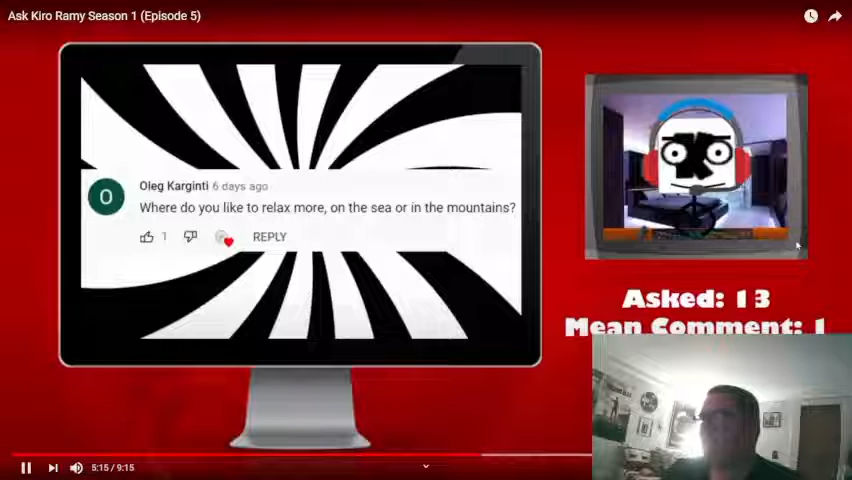 Ask Kiro Ramy Season 1 (Episode 5)
O
Oleg Karginti 6 days ago
Where do you like to relax more, on the sea or in the mountains?
1 REPLY
Asked: 13
Mean Comment: 1
5:15 / 9:15